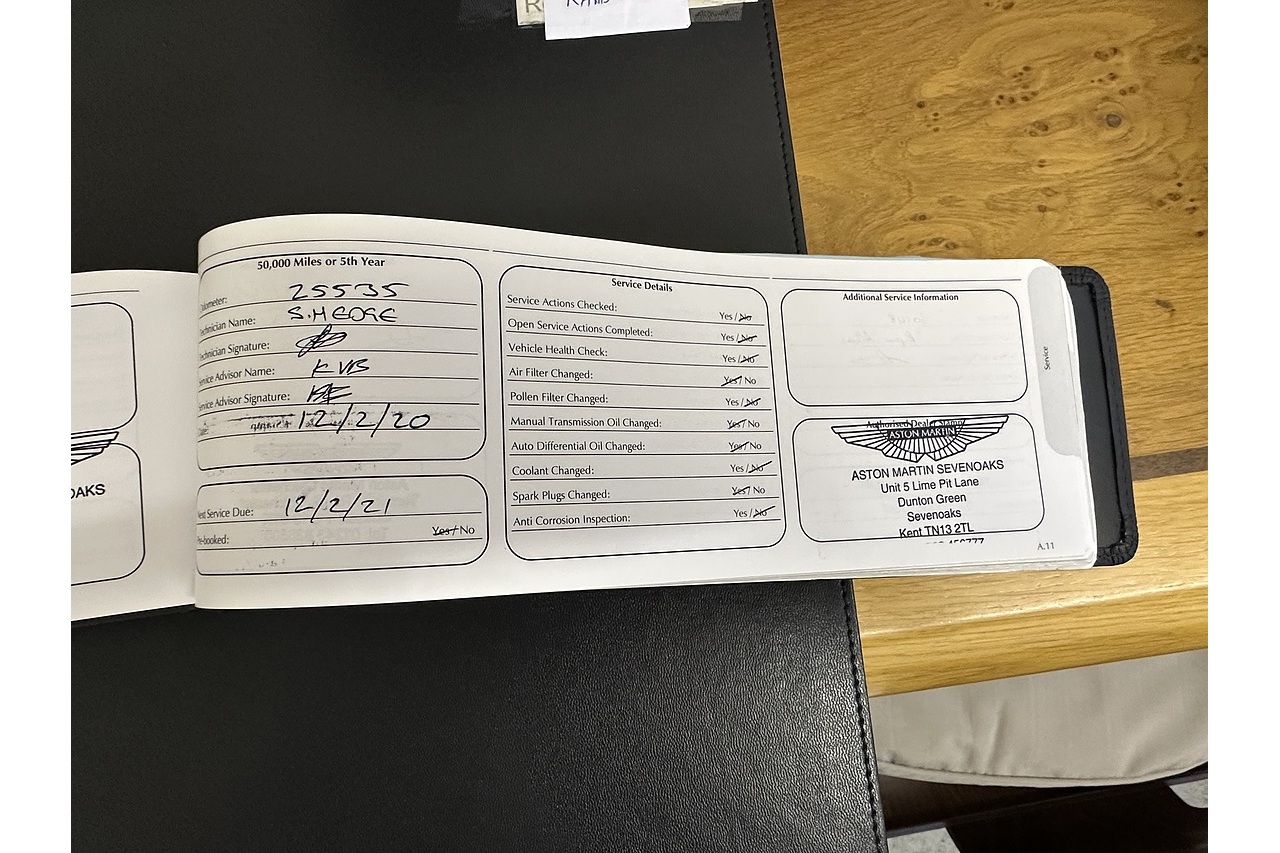 R
50,000 Miles or 5th Year
Odometer: 25535
Technician Name: S.HEDGE
Technician Signature:
Service Advisor Name:
Service Advisor Signature:
Date: 12/2/20
Next Service Due: 12/2/21
Pre-booked: Yes / No
Service Details
Service Actions Checked: Yes / No
Open Service Actions Completed: Yes / No
Vehicle Health Check: Yes / No
Air Filter Changed: Yes / No
Pollen Filter Changed: Yes / No
Manual Transmission Oil Changed: Yes / No
Auto Differential Oil Changed: Yes / No
Coolant Changed: Yes / No
Spark Plugs Changed: Yes / No
Anti Corrosion Inspection: Yes / No
Additional Service Information
Authorised Dealer Stamp
ASTON MARTIN
ASTON MARTIN SEVENOAKS
Unit 5 Lime Pit Lane
Dunton Green
Sevenoaks
Kent TN13 2TL
A.11
Service
OAKS